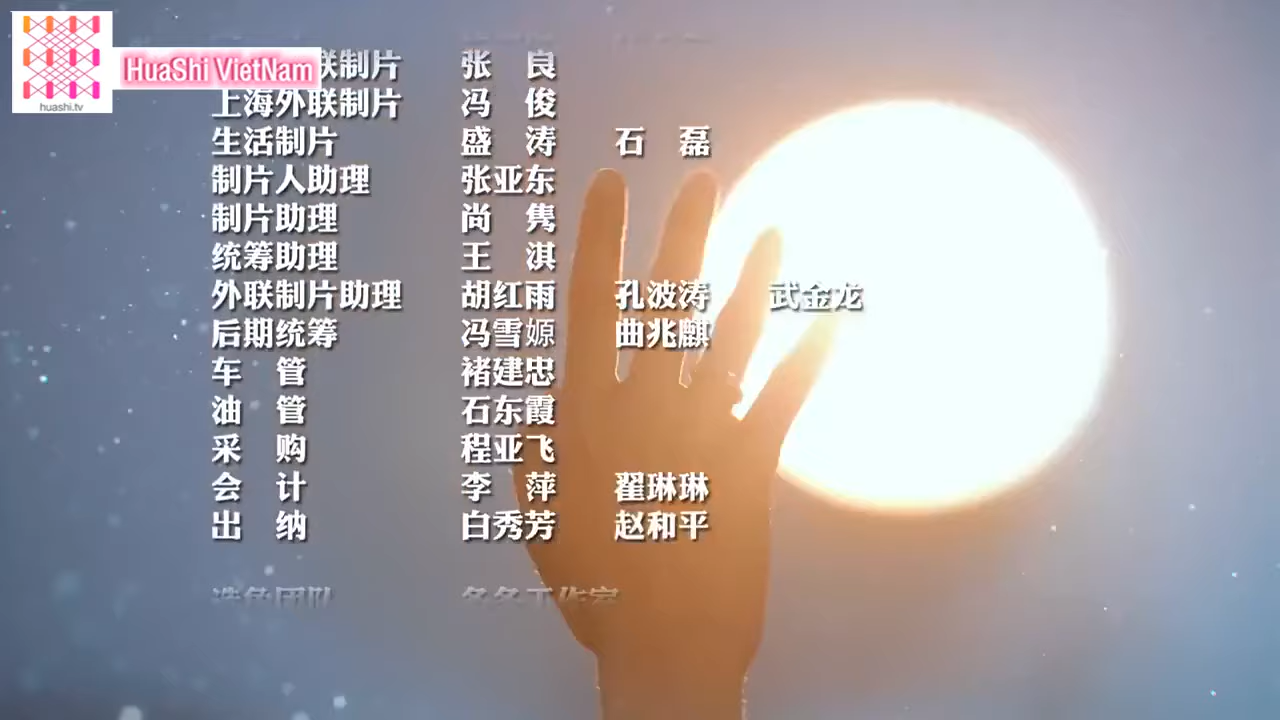 HuaShi VietNam
huashi.tv
联制片 张 良
上海外联制片 冯 俊
生活制片 盛 涛 石 磊
制片人助理 张亚东
制片助理 尚 隽
统筹助理 王 淇
外联制片助理 胡红雨 孔波涛 武金龙
后期统筹 冯雪嫄 曲兆麒
车 管 褚建忠
油 管 石东霞
采 购 程亚飞
会 计 李 萍 翟琳琳
出 纳 白秀芳 赵和平